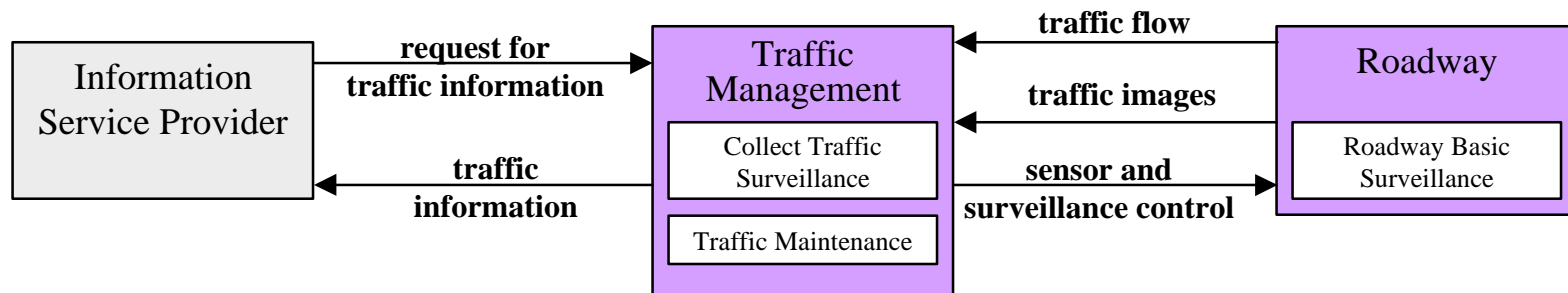 Information
Service Provider
request for
traffic information
traffic
information
Traffic
Management
Collect Traffic
Surveillance
Traffic Maintenance
traffic flow
traffic images
sensor and
surveillance control
Roadway
Roadway Basic
Surveillance